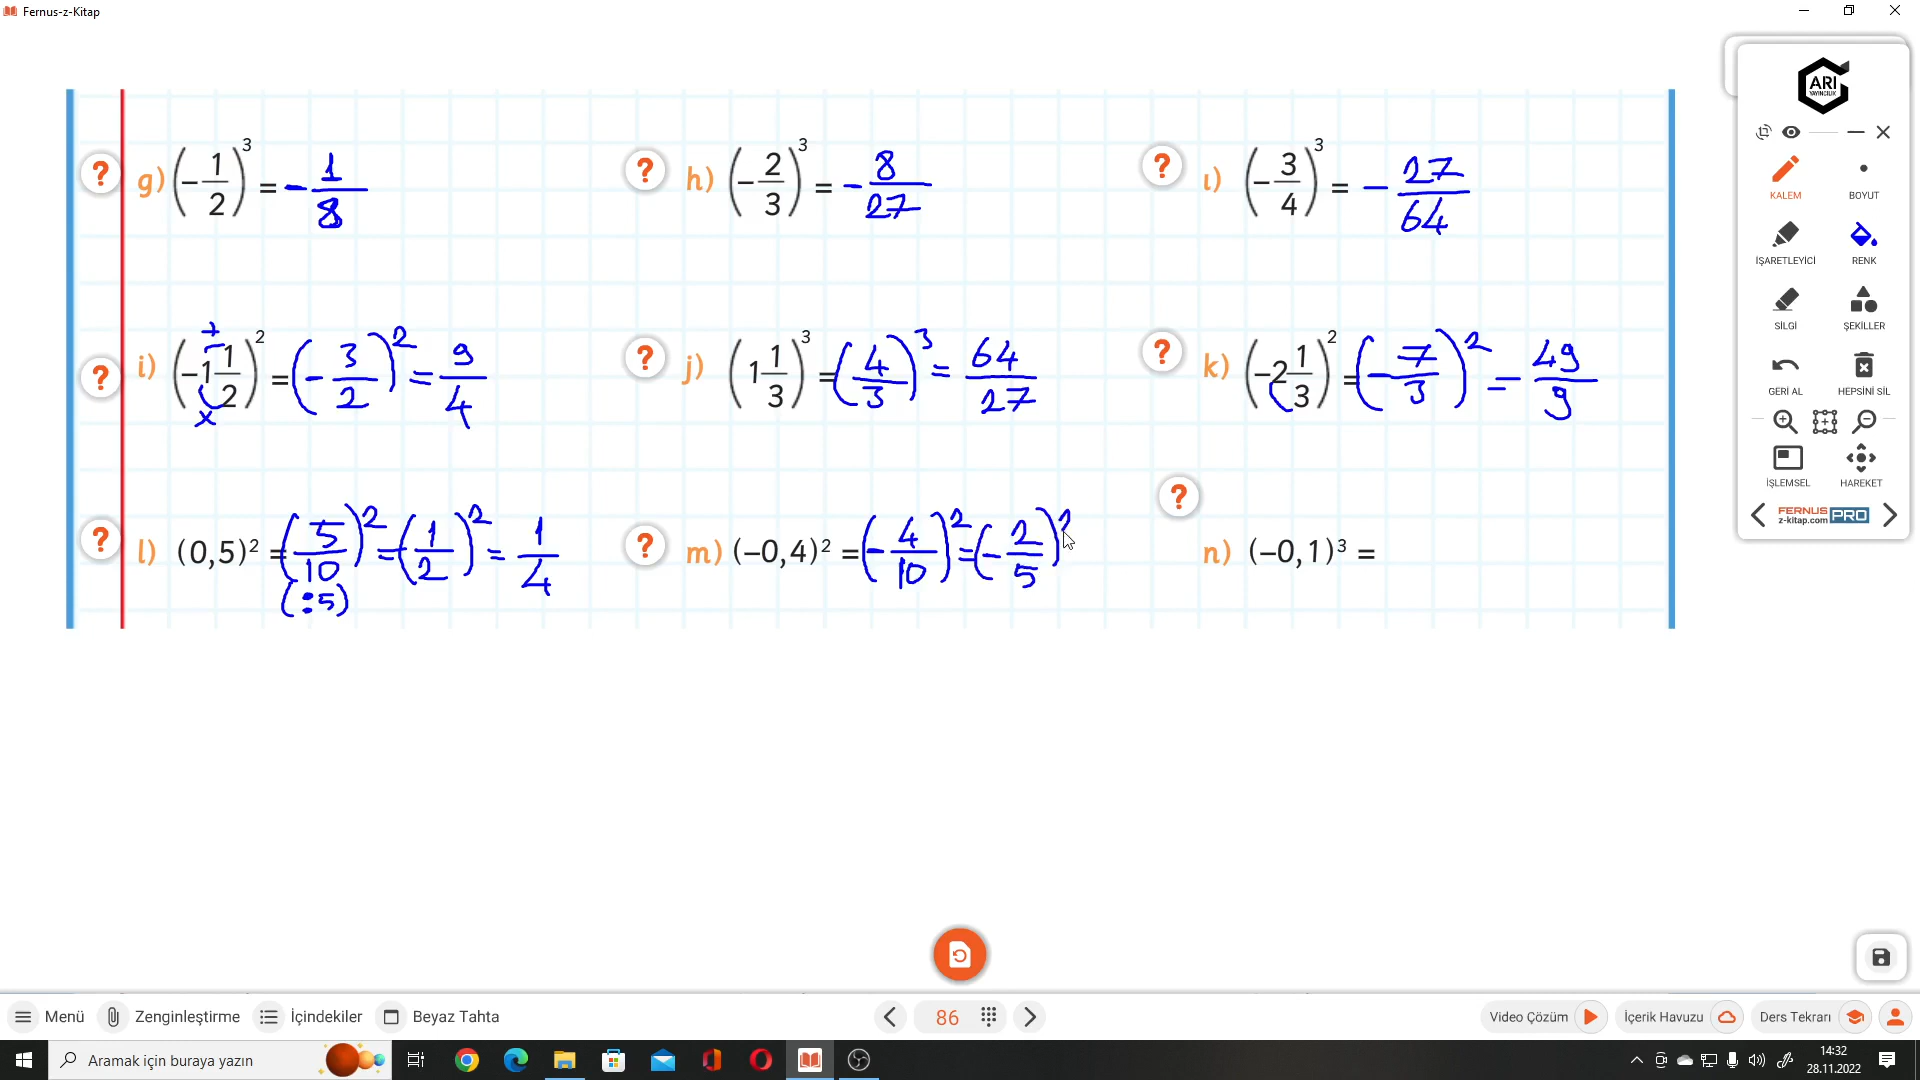 Fernus-z-Kitap
ARI
YAYINCILIK
KALEM
BOYUT
İŞARETLEYİCİ
RENK
SİLGİ
ŞEKİLLER
GERİ AL
HEPSİNİ SİL
İŞLEMSEL
HAREKET
FERNUS
z-kitap.com PRO
? g) (-1/2)^3 = -1/8
? h) (-2/3)^3 = -8/27
? ı) (-3/4)^3 = -27/64
+
? i) (-1 1/2)^2 = (-3/2)^2 = 9/4
x
? j) (1 1/3)^3 = (4/3)^3 = 64/27
? k) (-2 1/3)^2 = (-7/3)^2 = 49/9
? l) (0,5)^2 = (5/10)^2 = (1/2)^2 = 1/4
(:5)
? m) (-0,4)^2 = (-4/10)^2 = (-2/5)^2
? n) (-0,1)^3 =
Menü Zenginleştirme İçindekiler Beyaz Tahta 86 Video Çözüm İçerik Havuzu Ders Tekrarı
Aramak için buraya yazın
14:32
28.11.2022